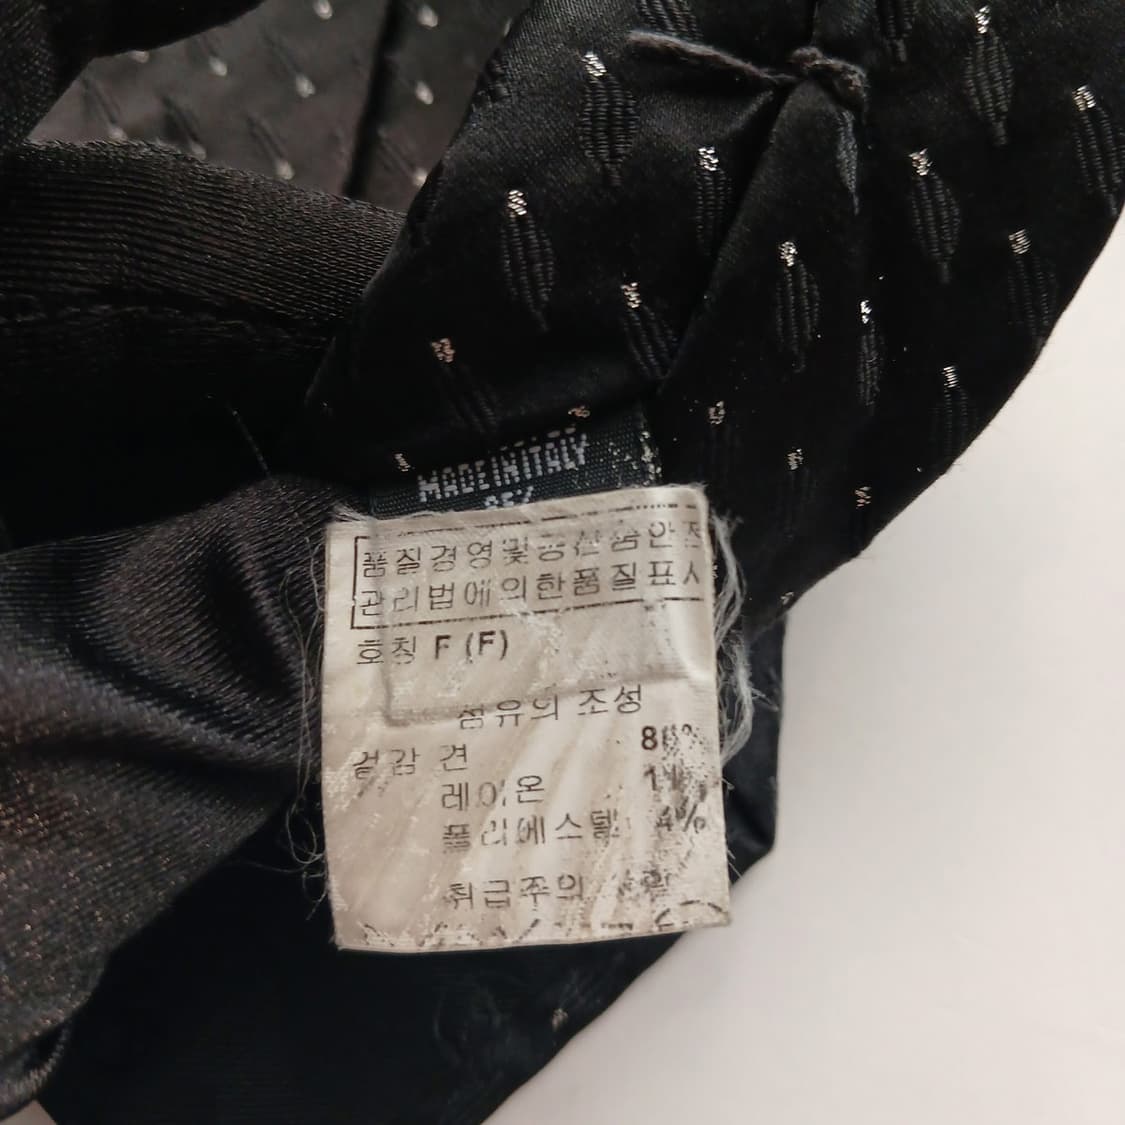 MADE IN ITALY
품질경영및공산품안전
관리법에의한품질표시
호칭 F (F)
섬유의 조성
겉감 견
레이온
폴리에스텔 4%
취급주의